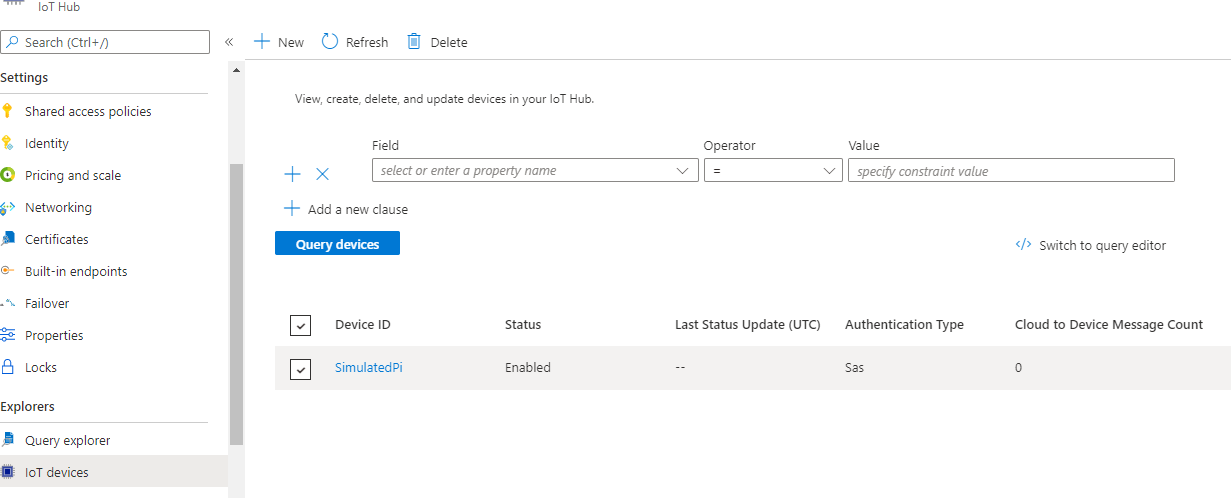 IoT Hub
Search (Ctrl+/)
«
New
Refresh
Delete
Settings
Shared access policies
Identity
Pricing and scale
Networking
Certificates
Built-in endpoints
Failover
Properties
Locks
Explorers
Query explorer
IoT devices
View, create, delete, and update devices in your IoT Hub.
Field Operator Value
select or enter a property name = specify constraint value
Add a new clause
Query devices </> Switch to query editor
Device ID Status Last Status Update (UTC) Authentication Type Cloud to Device Message Count
SimulatedPi Enabled -- Sas 0